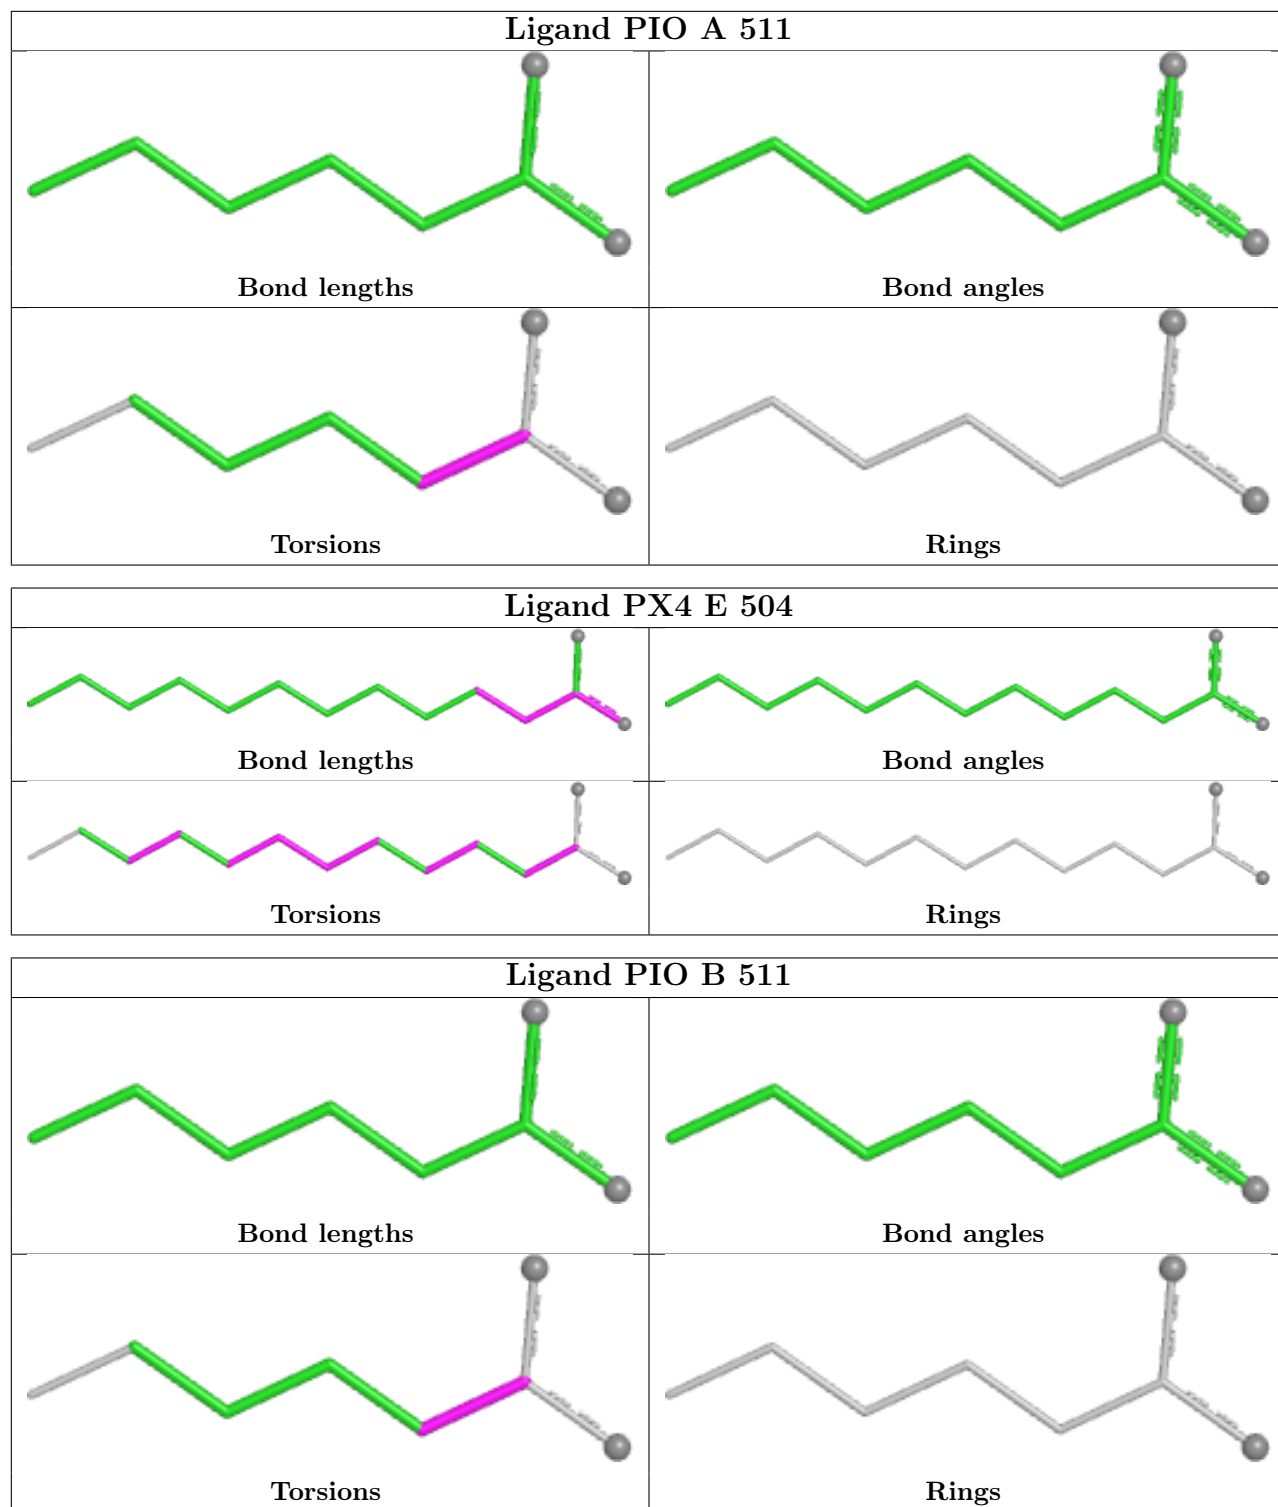 Ligand PIO A 511
Bond lengths
Bond angles
Torsions
Rings
Ligand PX4 E 504
Bond lengths
Bond angles
Torsions
Rings
Ligand PIO B 511
Bond lengths
Bond angles
Torsions
Rings